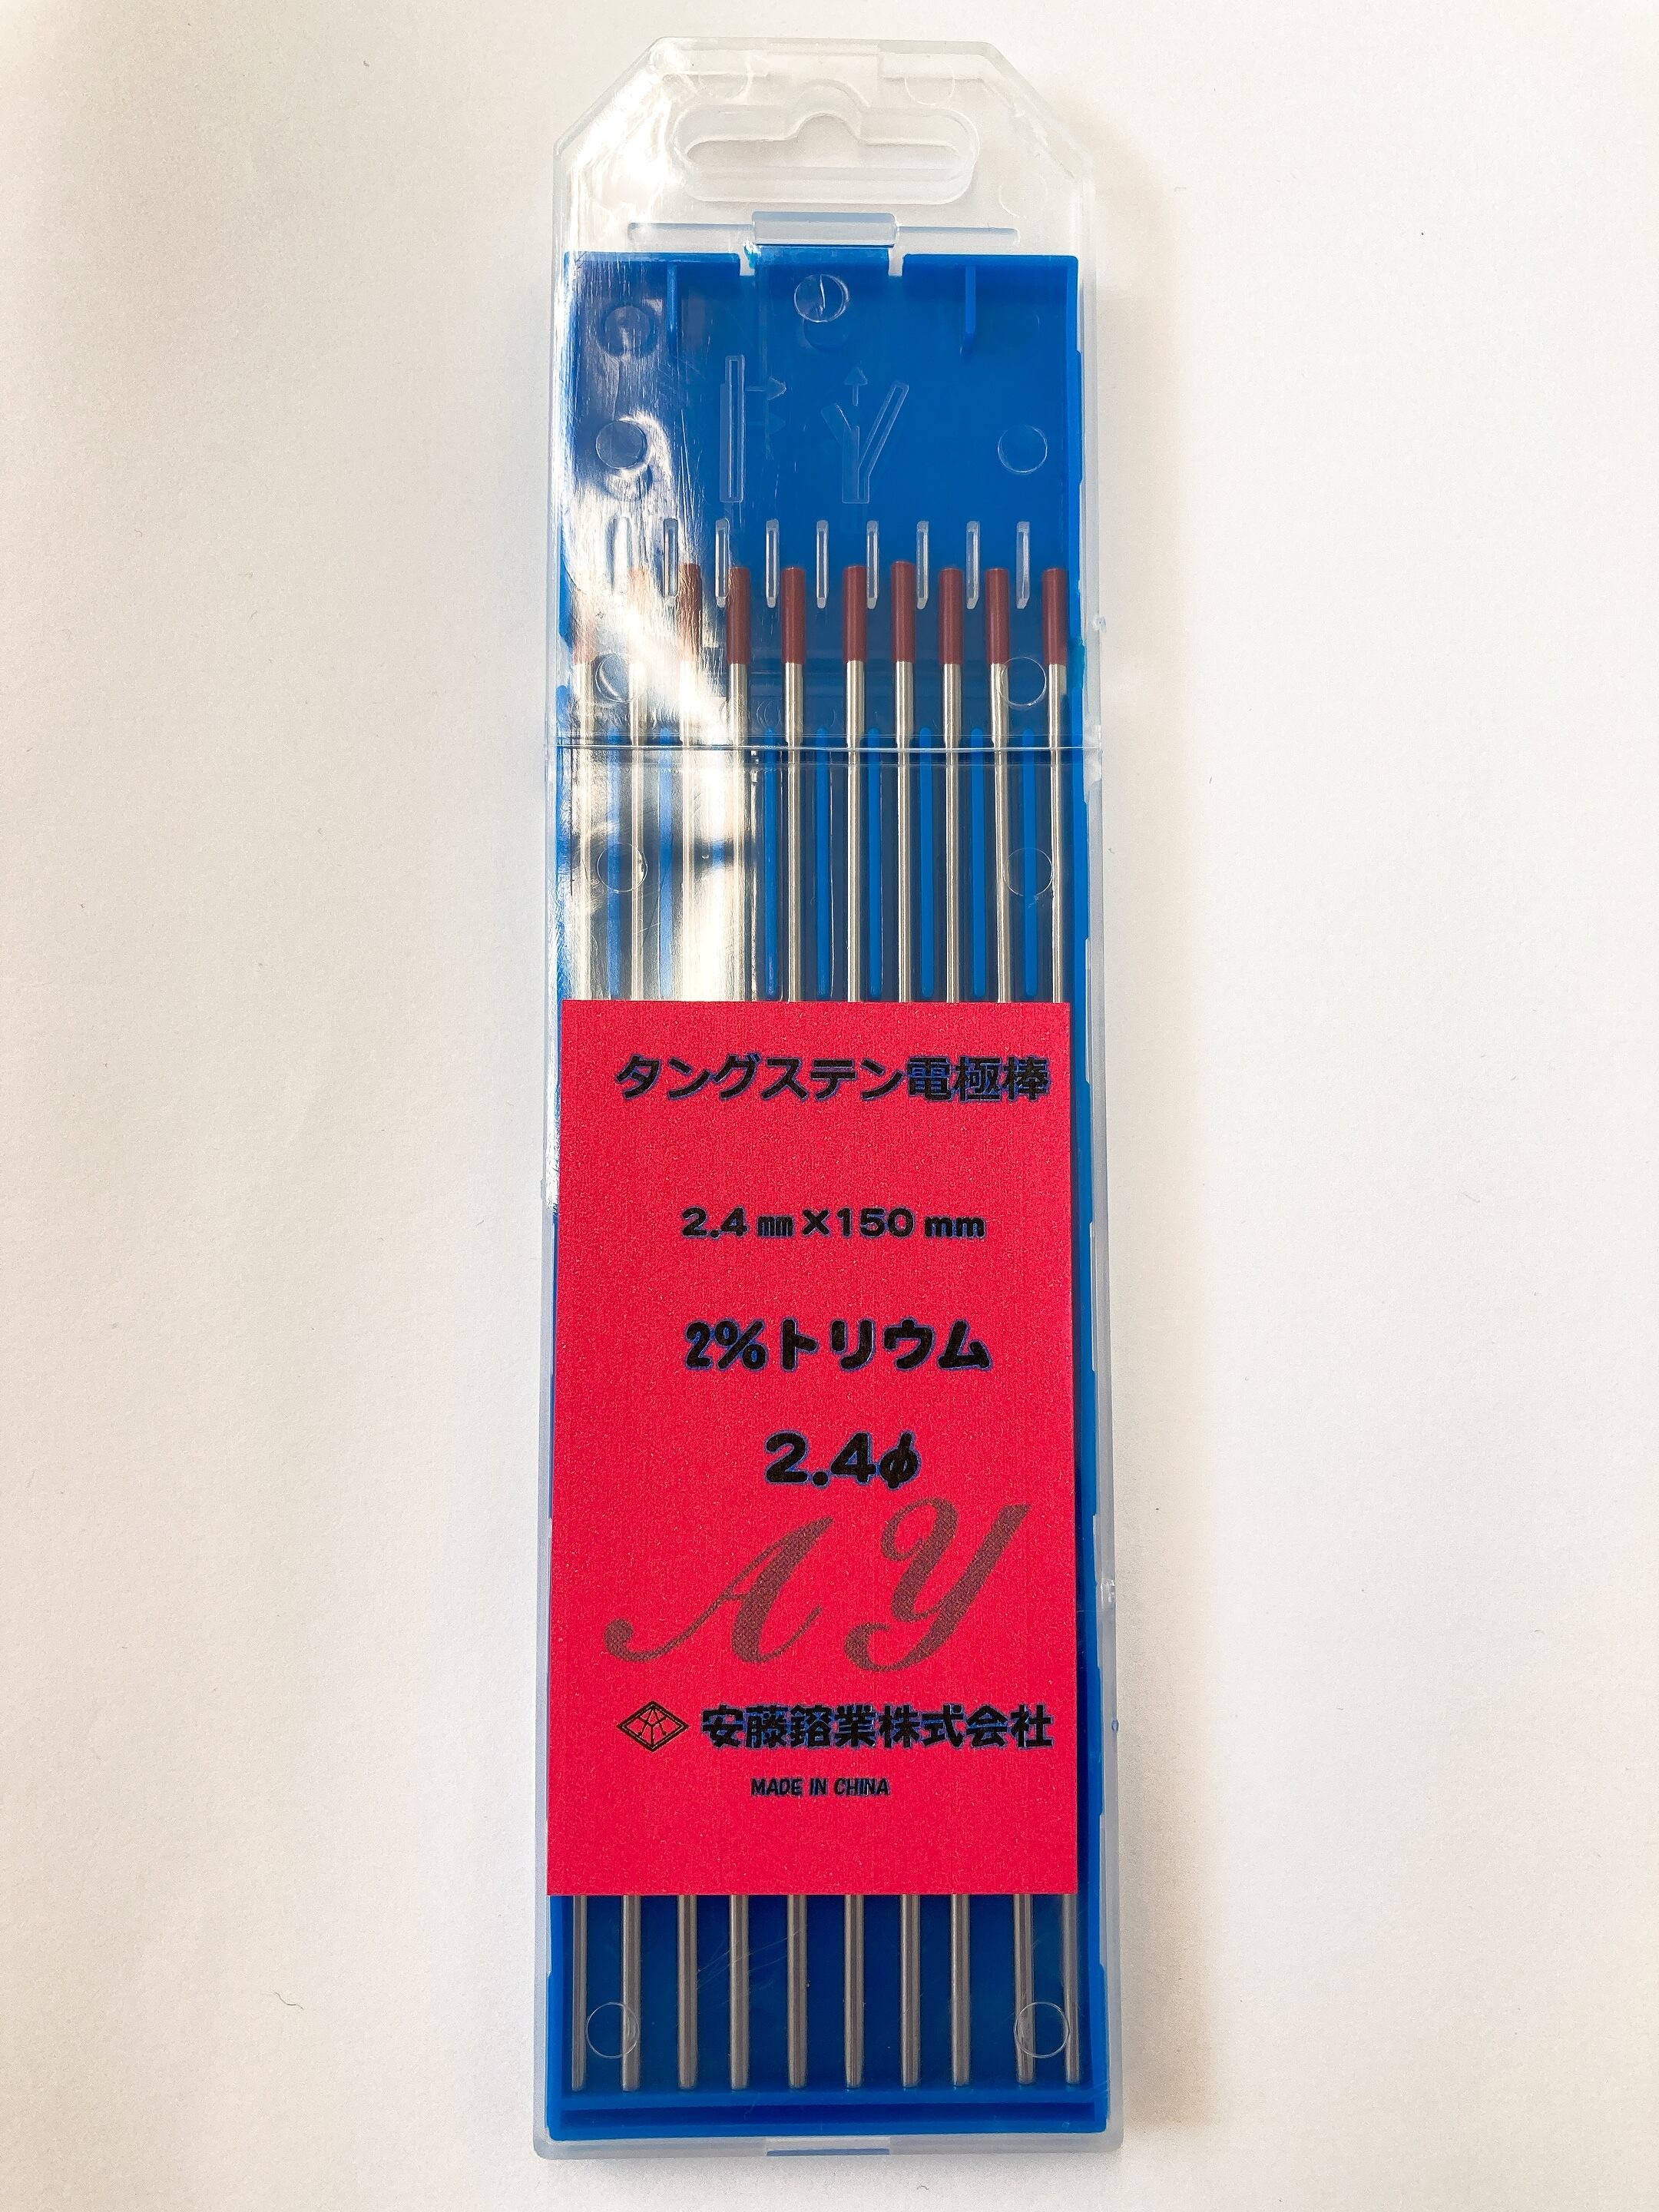 タングステン電極棒
2.4㎜×150mm
2%トリウム
2.4φ
AY
安藤鎔業株式会社
MADE IN CHINA